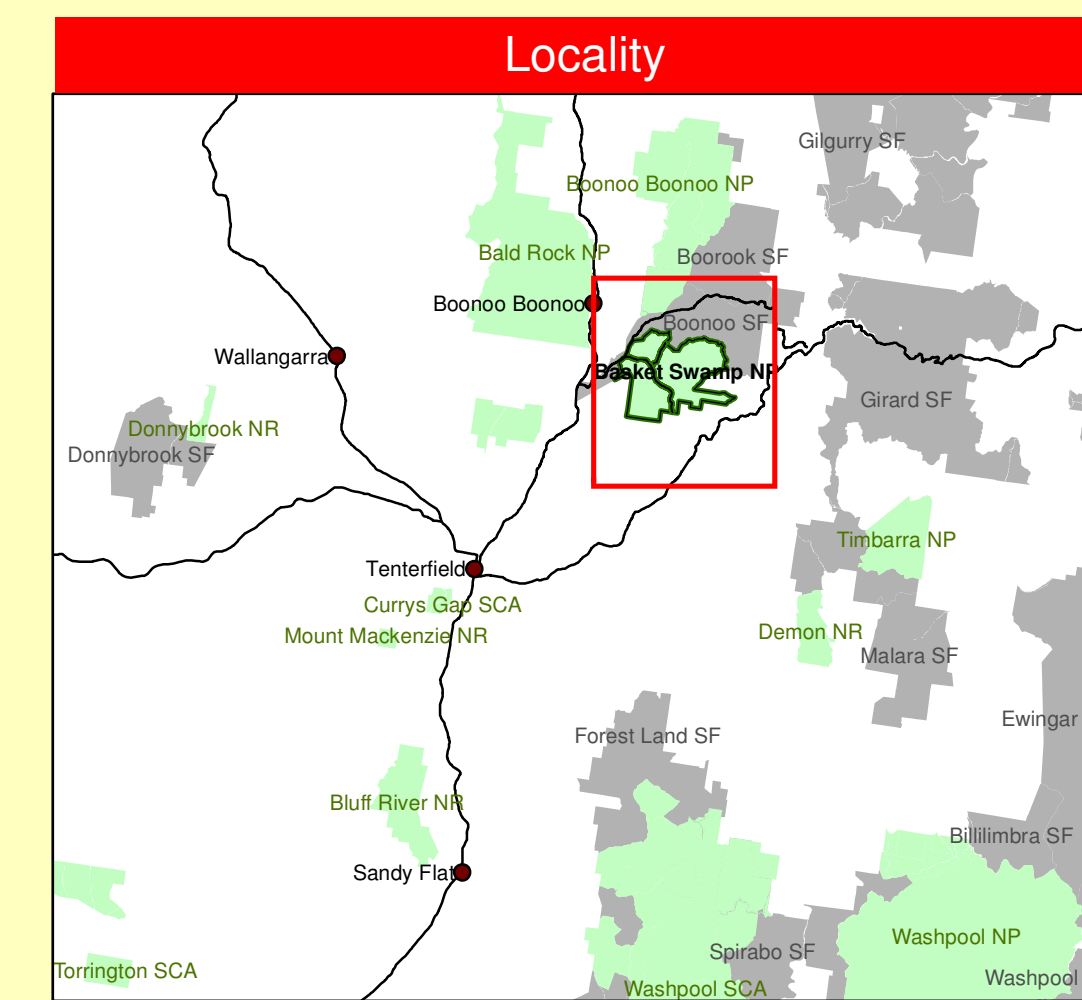 Locality
Gilgurry SF
Boonoo Boonoo NP
Bald Rock NP
Boorook SF
Boonoo Boonoo
Boonoo SF
Wallangarra
Basket Swamp NP
Girard SF
Donnybrook NR
Donnybrook SF
Timbarra NP
Tenterfield
Currys Gap SCA
Mount Mackenzie NR
Demon NR
Malara SF
Ewingar
Forest Land SF
Bluff River NR
Billilimbra SF
Sandy Flat
Washpool NP
Spirabo SF
Torrington SCA
Washpool
Washpool SCA